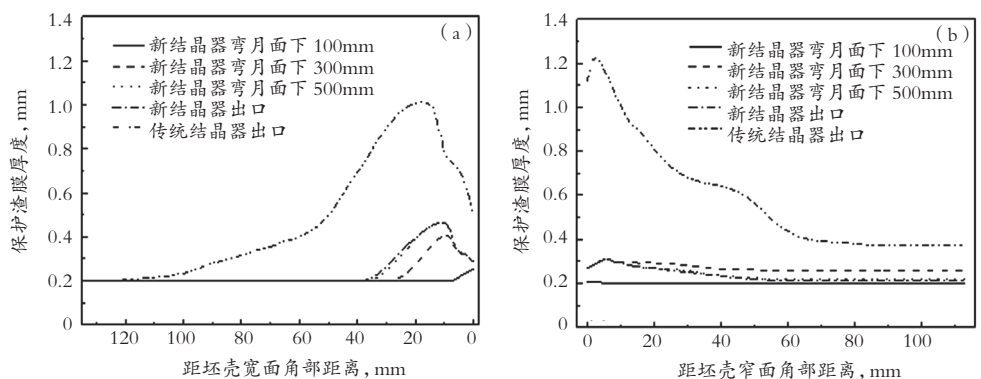 1.4
(a)
新结晶器弯月面下 100mm
新结晶器弯月面下 300mm
新结晶器弯月面下 500mm
新结晶器出口
传统结晶器出口
1.2
1.0
0.8
0.6
0.4
0.2
0
保护渣膜厚度, mm
120 100 80 60 40 20 0
距坯壳宽面角部距离, mm
1.4
(b)
新结晶器弯月面下 100mm
新结晶器弯月面下 300mm
新结晶器弯月面下 500mm
新结晶器出口
传统结晶器出口
1.2
1.0
0.8
0.6
0.4
0.2
0
保护渣膜厚度, mm
0 20 40 60 80 100
距坯壳窄面角部距离, mm